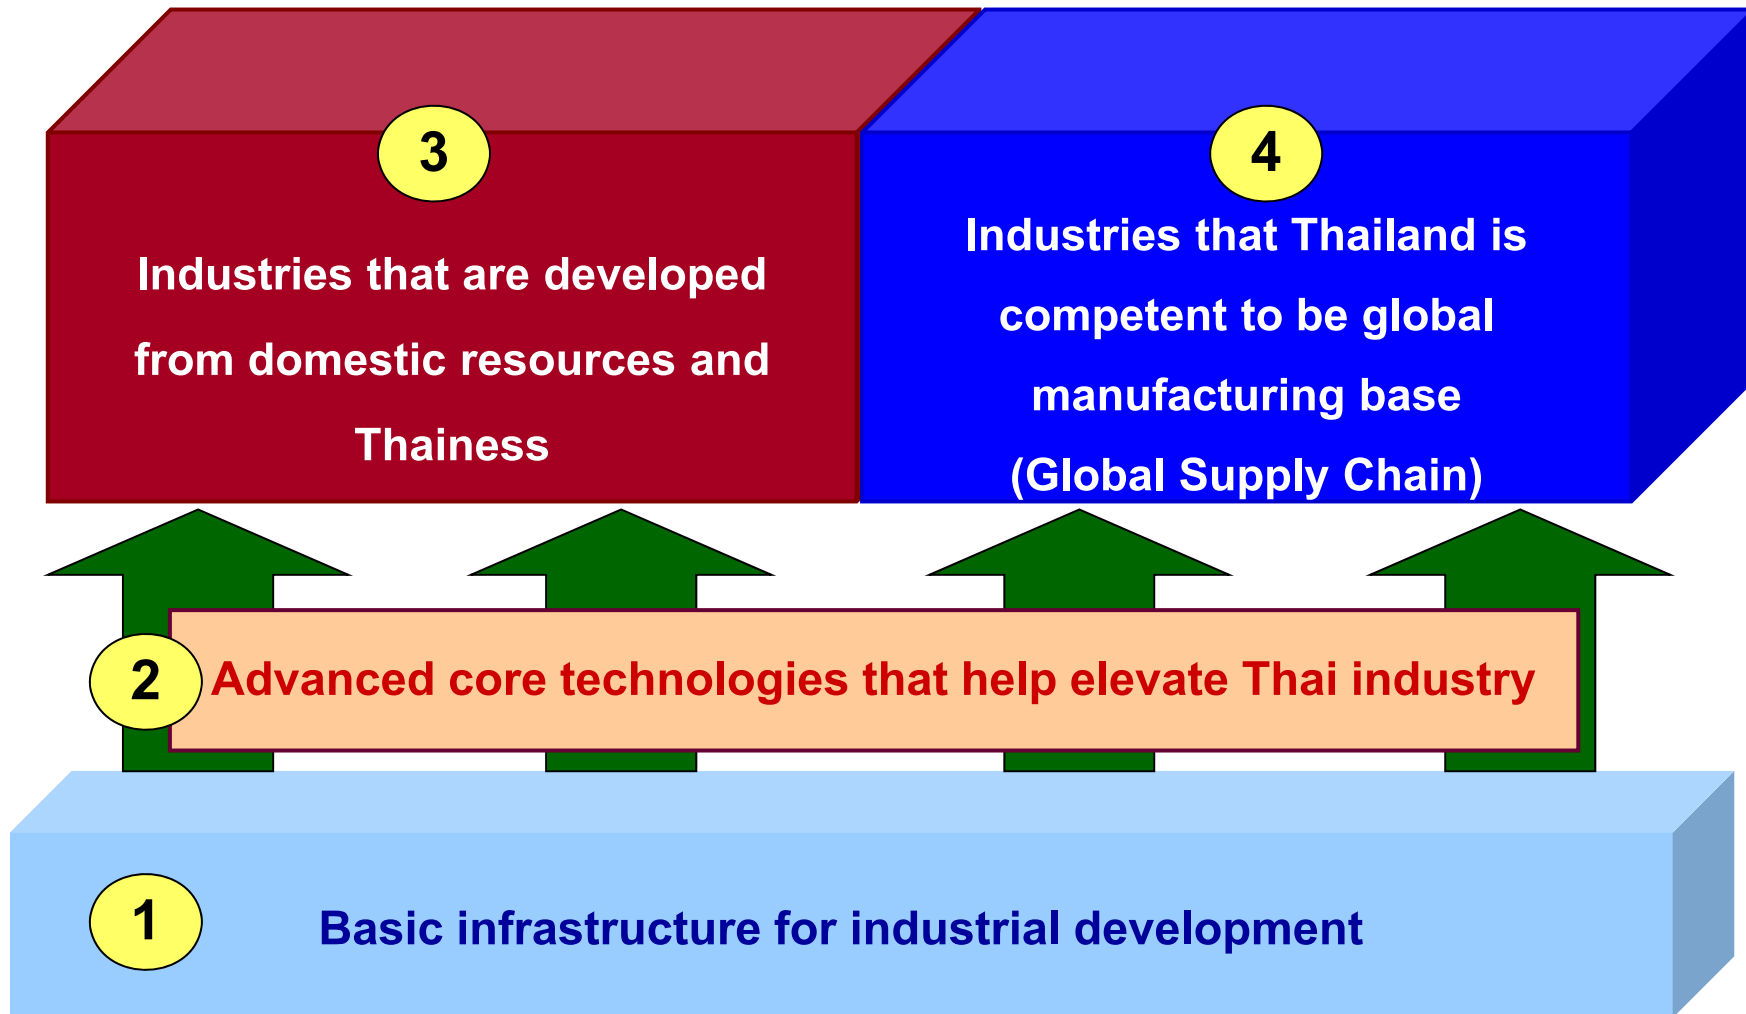 3
Industries that are developed
from domestic resources and
Thainess
4
Industries that Thailand is
competent to be global
manufacturing base
(Global Supply Chain)
2
Advanced core technologies that help elevate Thai industry
1
Basic infrastructure for industrial development